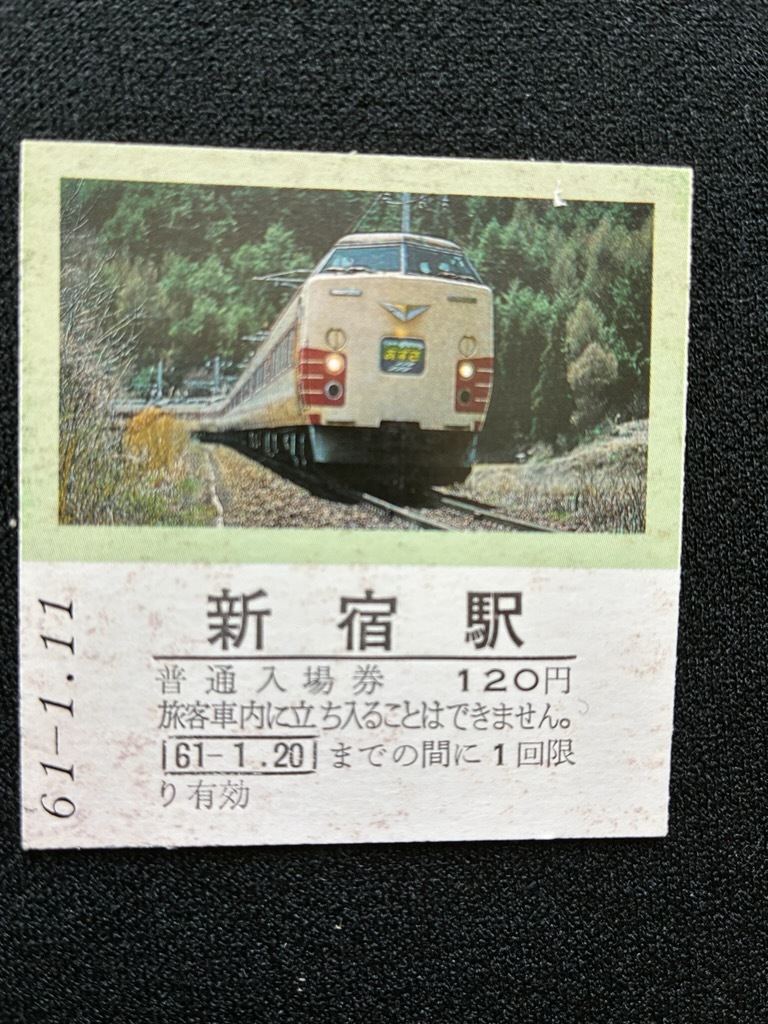 あずさ
新宿駅
普通入場券 120円
旅客車内に立ち入ることはできません。
61-1.20 までの間に1回限
り有効
61-1.11